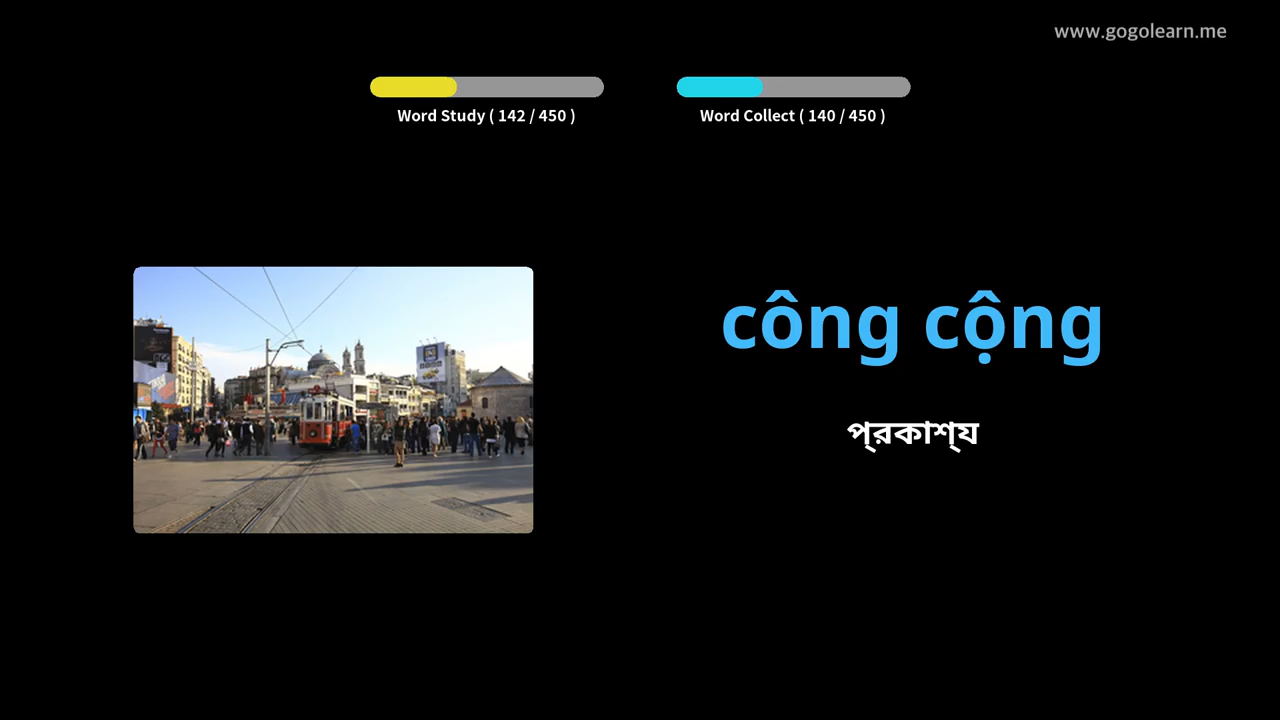 www.gogolearn.me
Word Study ( 142 / 450 )
Word Collect ( 140 / 450 )
công cộng
প্রকাশ্য